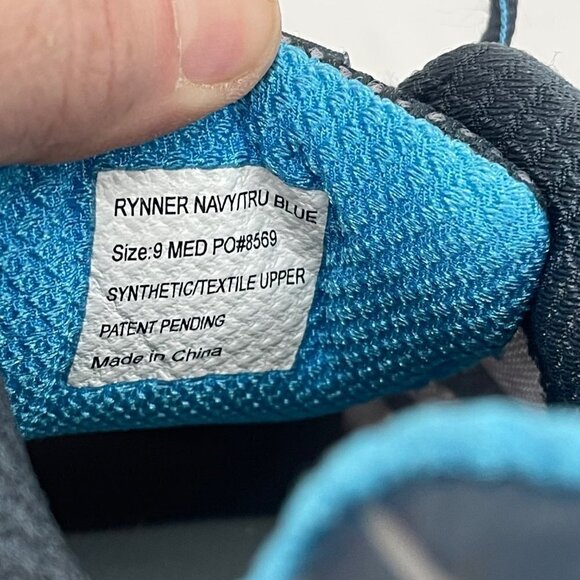 RYNNER NAVY/TRU BLUE
Size:9 MED PO#8569
SYNTHETIC/TEXTILE UPPER
PATENT PENDING
Made in China